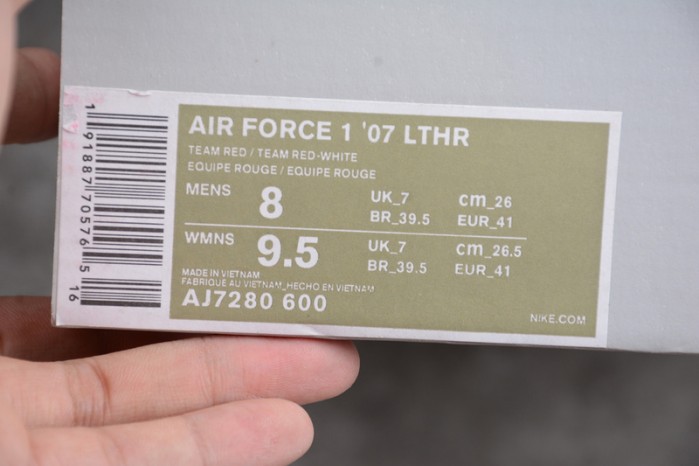 1 91887 70576 5
16
AIR FORCE 1 '07 LTHR
TEAM RED / TEAM RED-WHITE
EQUIPE ROUGE / EQUIPE ROUGE
MENS 8 UK_7 cm_26
BR_39.5 EUR_41
WMNS 9.5 UK_7 cm_26.5
BR_39.5 EUR_41
MADE IN VIETNAM
FABRIQUE AU VIETNAM_HECHO EN VIETNAM
AJ7280 600
NIKE.COM